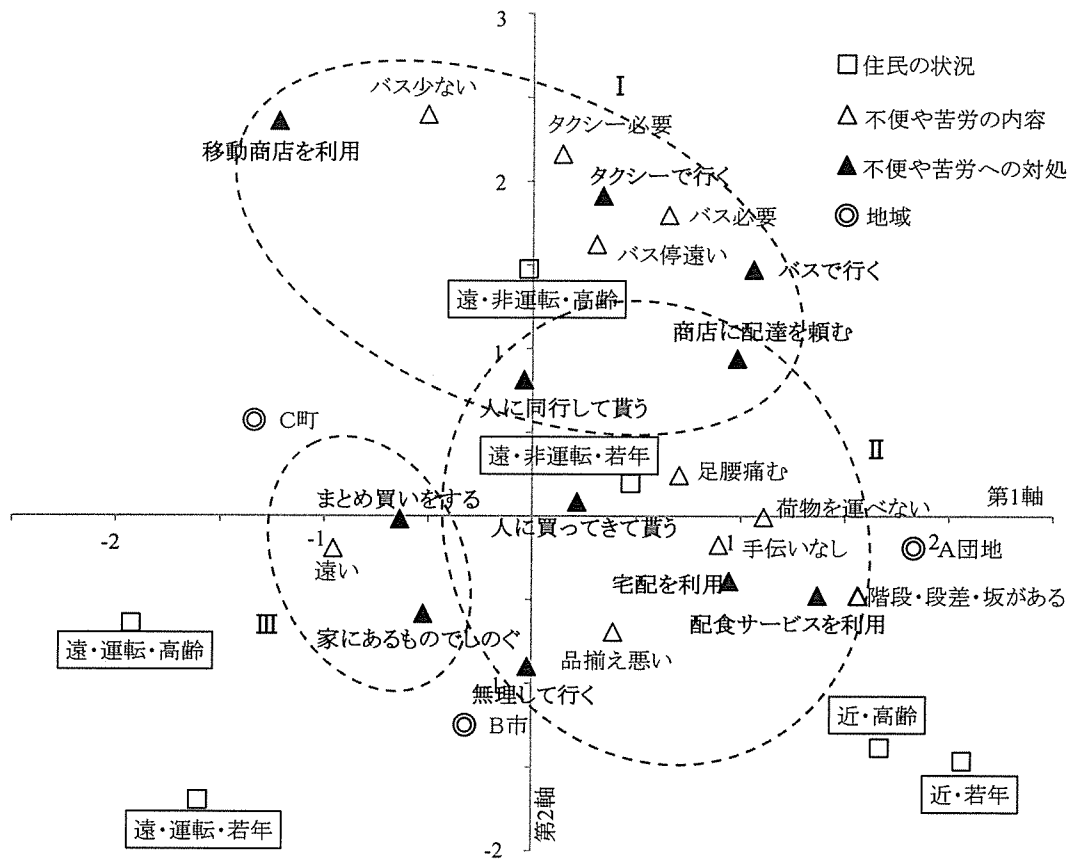 3
住民の状況
バス少ない
I
タクシー必要
不便や苦労の内容
移動商店を利用
タクシーで行く
不便や苦労への対処
2
バス必要
地域
バス停遠い
バスで行く
遠・非運転・高齢
商店に配達を頼む
1
人に同行して貰う
C町
遠・非運転・若年
足腰痛む
II
まとめ買いをする
第1軸
人に買ってきて貰う
荷物を運べない
-2
-1
遠い
1
手伝いなし
2
A団地
宅配を利用
階段・段差・坂がある
配食サービスを利用
III
家にあるものでしのぐ
遠・運転・高齢
品揃え悪い
-1
無理して行く
B市
近・高齢
近・若年
遠・運転・若年
第2軸
-2